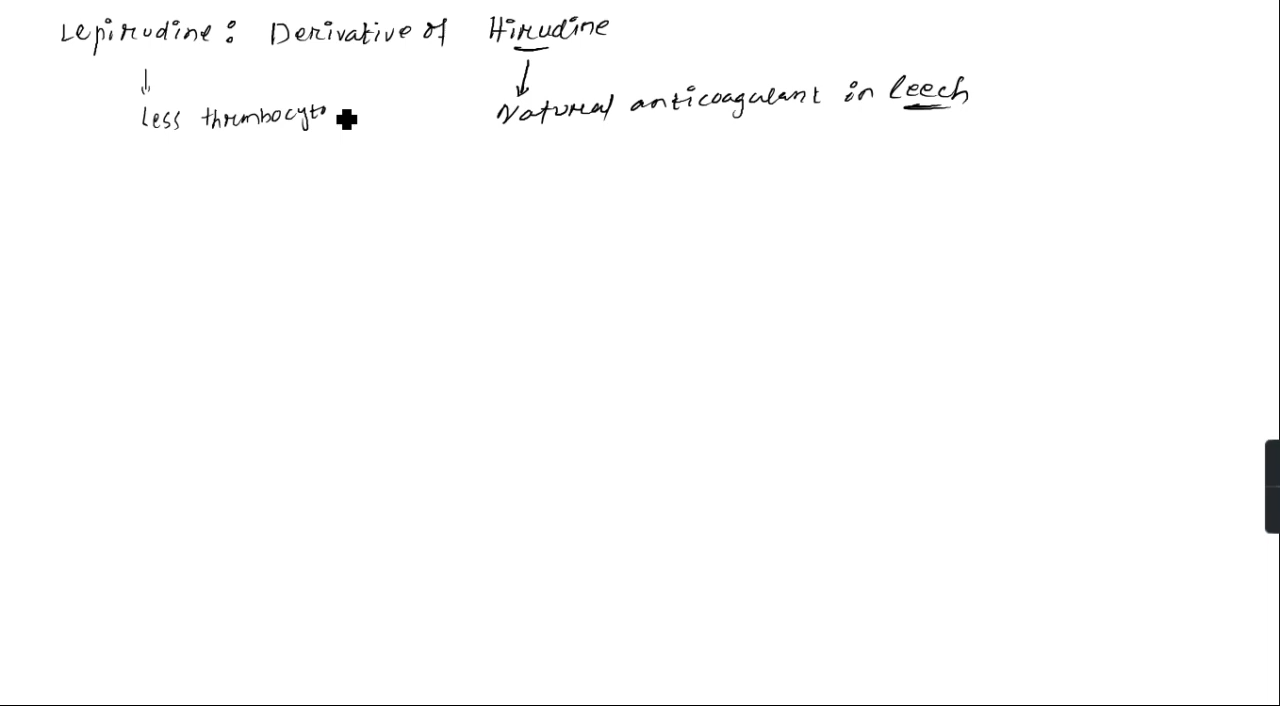 Lepirudine: Derivative of Hirudine
Less thrombocyto
Natural anticoagulant in leech